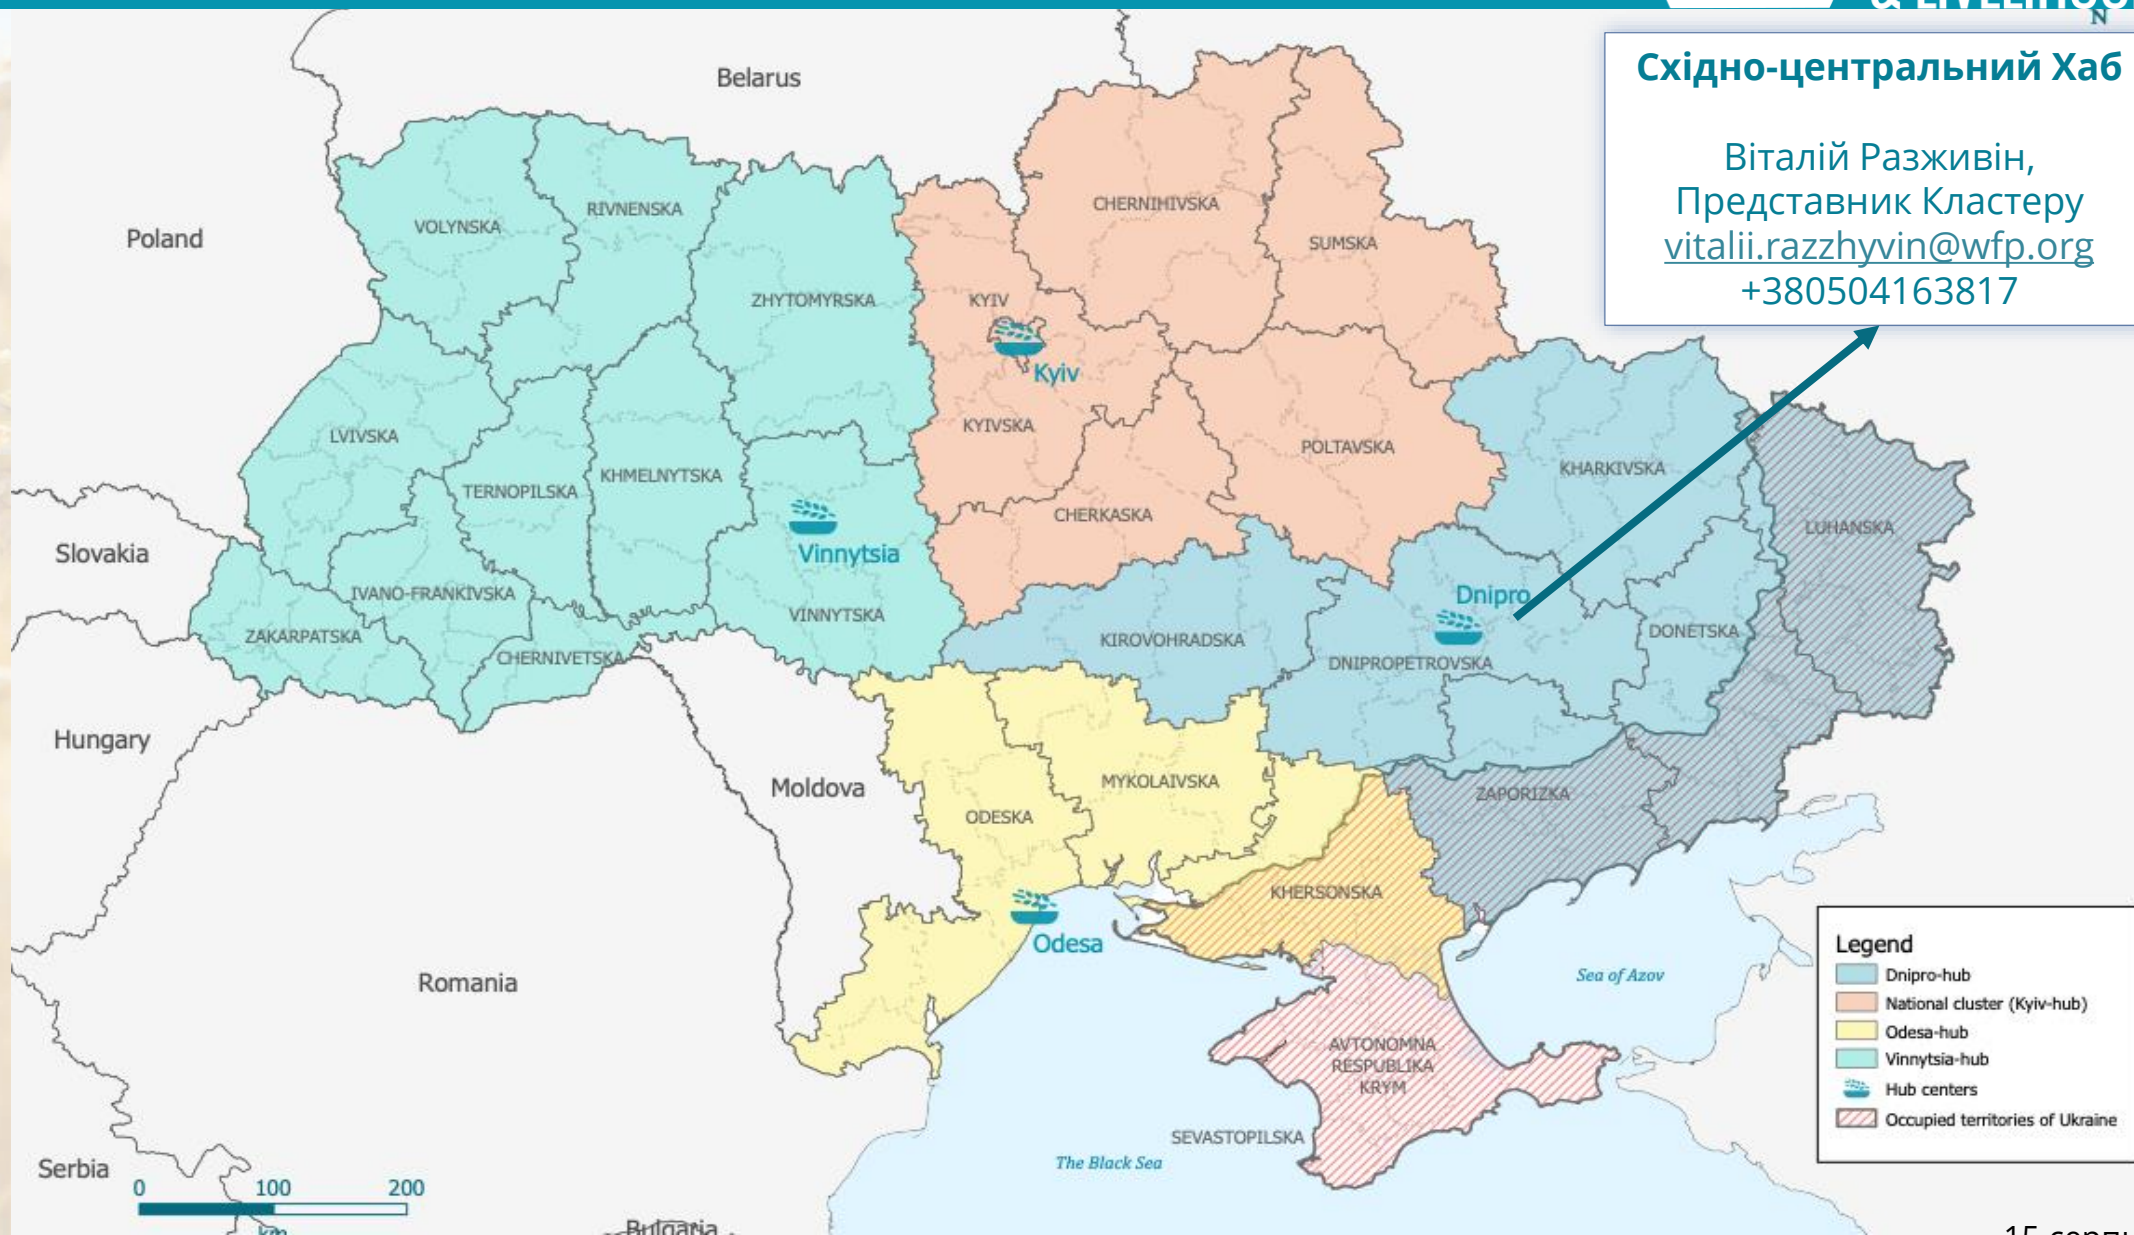 N
Східно-центральний Хаб
Віталій Разживін,
Представник Кластеру
vitalii.razzhyvin@wfp.org
+380504163817
Belarus
Poland
Slovakia
Hungary
Romania
Moldova
Serbia
Bulgaria
VOLYNSKA
RIVNENSKA
ZHYTOMYRSKA
KYIV
Kyiv
KYIVSKA
CHERNIHIVSKA
SUMSKA
LVIVSKA
TERNOPILSKA
KHMELNYTSKA
Vinnytsia
VINNYTSKA
CHERKASKA
POLTAVSKA
KHARKIVSKA
LUHANSKA
ZAKARPATSKA
IVANO-FRANKIVSKA
CHERNIVETSKA
KIROVOHRADSKA
Dnipro
DNIPROPETROVSKA
DONETSKA
ZAPORIZKA
MYKOLAIVSKA
ODESKA
Odesa
KHERSONSKA
AVTONOMNA
RESPUBLIKA
KRYM
SEVASTOPILSKA
Sea of Azov
The Black Sea
Legend
Dnipro-hub
National cluster (Kyiv-hub)
Odesa-hub
Vinnytsia-hub
Hub centers
Occupied territories of Ukraine
0 100 200
km
15